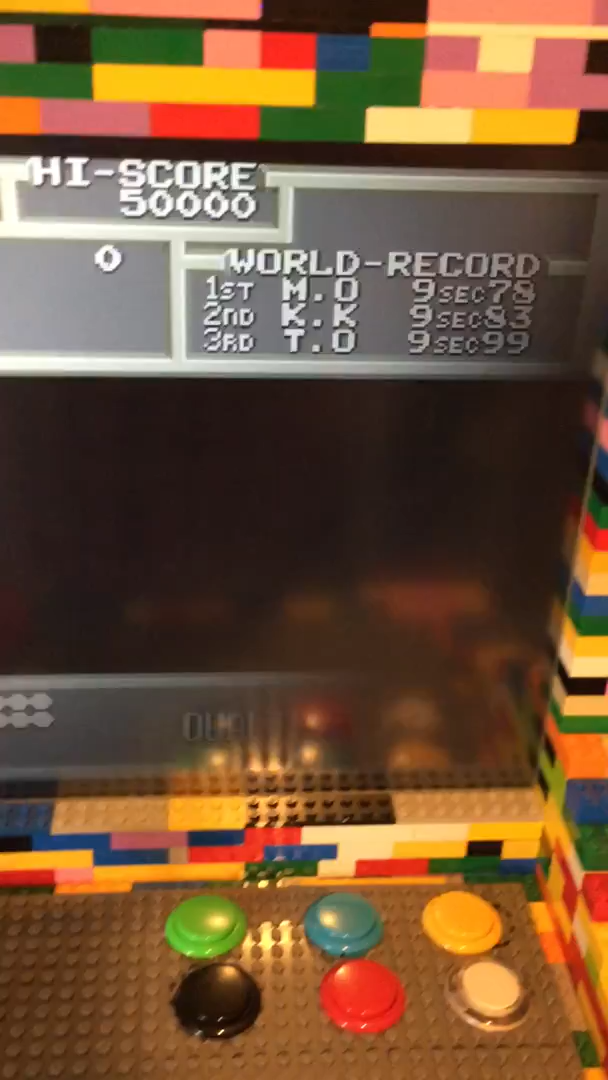 HI-SCORE
50000
0
WORLD-RECORD
1ST M.O 9SEC78
2ND K.K 9SEC83
3RD T.O 9SEC99